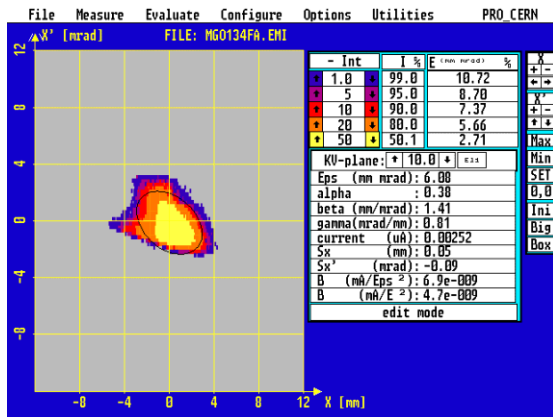 File Measure Evaluate Configure Options Utilities PRO_CERN
X' [mrad] FILE: MGO134FA.EMI
- Int I % E (mm mrad) %
1.0 99.0 10.72
5 95.0 8.70
10 90.0 7.37
20 80.0 5.66
50 50.1 2.71
KV-plane: 10.0 Eli
Eps (mm mrad): 6.08
alpha : 0.38
beta (mm/mrad): 1.41
gamma(rad/mm): 0.81
current (uA): 0.00252
Sx (mm): 0.05
Sx' (mrad): -0.09
B (mA/Eps ²): 6.9e-009
B (mA/E ²): 4.7e-009
edit mode
X
+ -
X'
+ -
Max
Min
SET
0,0
Ini
Big
Box
12
8
4
0
-4
-8
-8 -4 0 4 8 12 X [mm]